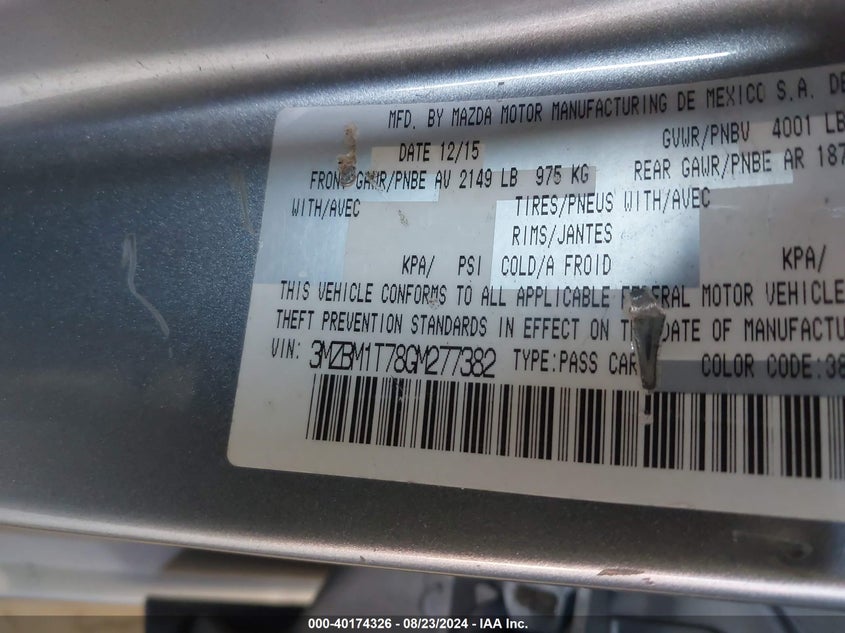 MFD. BY MAZDA MOTOR MANUFACTURING DE MEXICO S.A. DE
DATE 12/15 GVWR/PNBV 4001 LB
FRONT GAWR/PNBE AV 2149 LB 975 KG REAR GAWR/PNBE AR 187
WITH/AVEC TIRES/PNEUS WITH/AVEC
RIMS/JANTES
KPA/ PSI COLD/A FROID KPA/
THIS VEHICLE CONFORMS TO ALL APPLICABLE FEDERAL MOTOR VEHICLE
THEFT PREVENTION STANDARDS IN EFFECT ON THE DATE OF MANUFACTU
VIN: 3MZBM1T78GM277382 TYPE:PASS CAR COLOR CODE:38
000-40174326 - 08/23/2024 - IAA Inc.